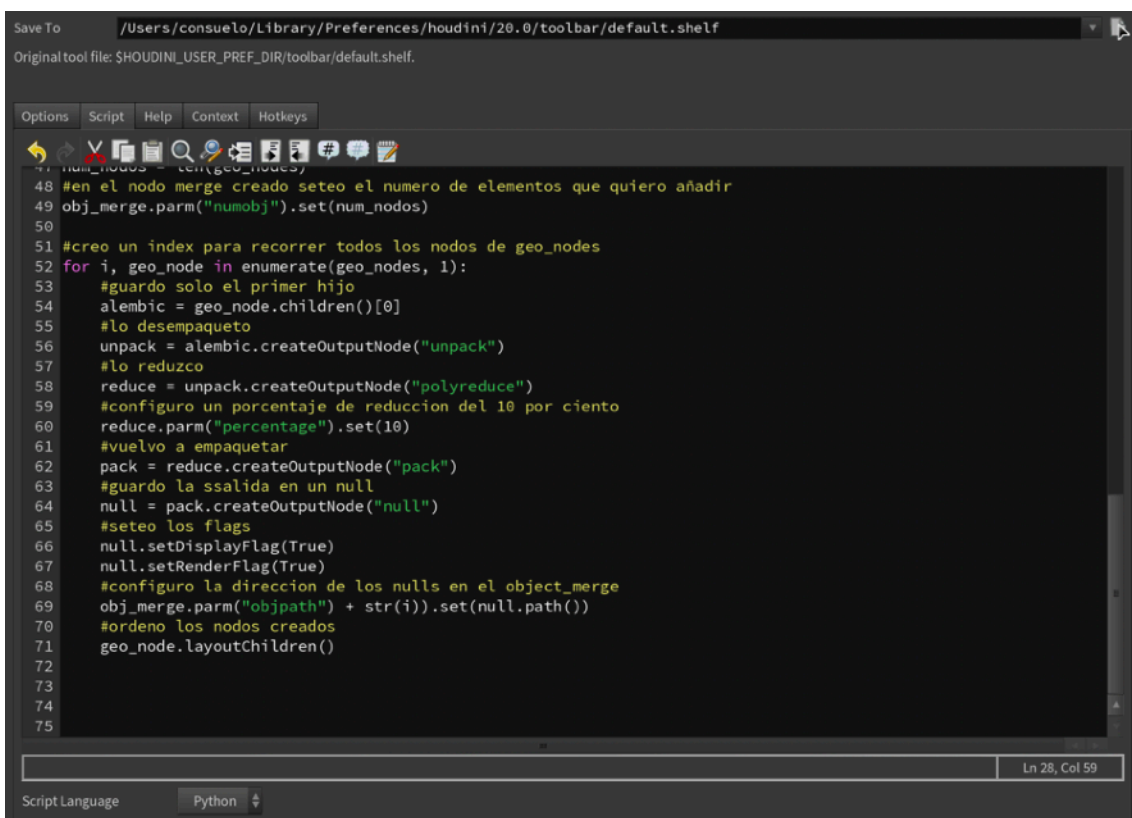 Save To /Users/consuelo/Library/Preferences/houdini/20.0/toolbar/default.shelf
Original tool file: $HOUDINI_USER_PREF_DIR/toolbar/default.shelf.
Options Script Help Context Hotkeys
47 num_nodos = len(geo_nodes)
48 #en el nodo merge creado seteo el numero de elementos que quiero añadir
49 obj_merge.parm("numobj").set(num_nodos)
50
51 #creo un index para recorrer todos los nodos de geo_nodes
52 for i, geo_node in enumerate(geo_nodes, 1):
53     #guardo solo el primer hijo
54     alembic = geo_node.children()[0]
55     #lo desempaqueto
56     unpack = alembic.createOutputNode("unpack")
57     #lo reduzco
58     reduce = unpack.createOutputNode("polyreduce")
59     #configuro un porcentaje de reduccion del 10 por ciento
60     reduce.parm("percentage").set(10)
61     #vuelvo a empaquetar
62     pack = reduce.createOutputNode("pack")
63     #guardo la ssalida en un null
64     null = pack.createOutputNode("null")
65     #seteo los flags
66     null.setDisplayFlag(True)
67     null.setRenderFlag(True)
68     #configuro la direccion de los nulls en el object_merge
69     obj_merge.parm("objpath") + str(i)).set(null.path())
70     #ordeno los nodos creados
71     geo_node.layoutChildren()
72
73
74
75
Ln 28, Col 59
Script Language Python